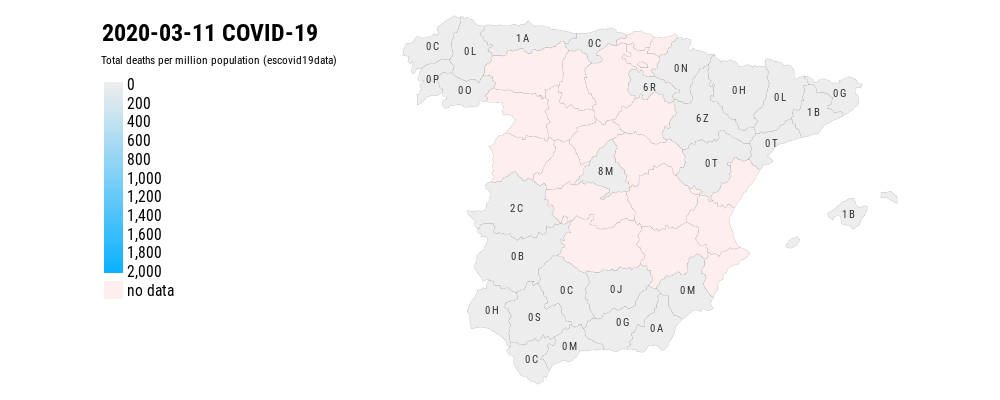 2020-03-11 COVID-19
Total deaths per million population (escovid19data)
0
200
400
600
800
1,000
1,200
1,400
1,600
1,800
2,000
no data
0C
0L
1A
0C
0P
0O
0N
6R
0H
0L
0G
1B
6Z
0T
0T
8M
2C
1B
0B
0C
0J
0M
0H
0S
0G
0A
0M
0C